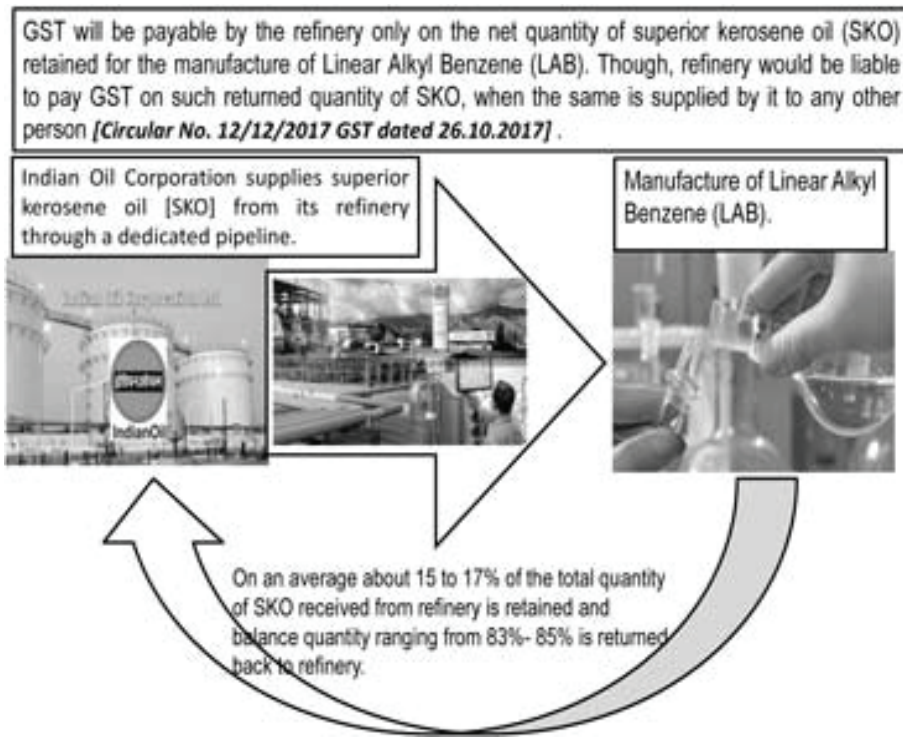 GST will be payable by the refinery only on the net quantity of superior kerosene oil (SKO)
retained for the manufacture of Linear Alkyl Benzene (LAB). Though, refinery would be liable
to pay GST on such returned quantity of SKO, when the same is supplied by it to any other
person [Circular No. 12/12/2017 GST dated 26.10.2017] .
Indian Oil Corporation supplies superior
kerosene oil [SKO] from its refinery
through a dedicated pipeline.
Manufacture of Linear Alkyl
Benzene (LAB).
IndianOil
On an average about 15 to 17% of the total quantity
of SKO received from refinery is retained and
balance quantity ranging from 83%- 85% is returned
back to refinery.